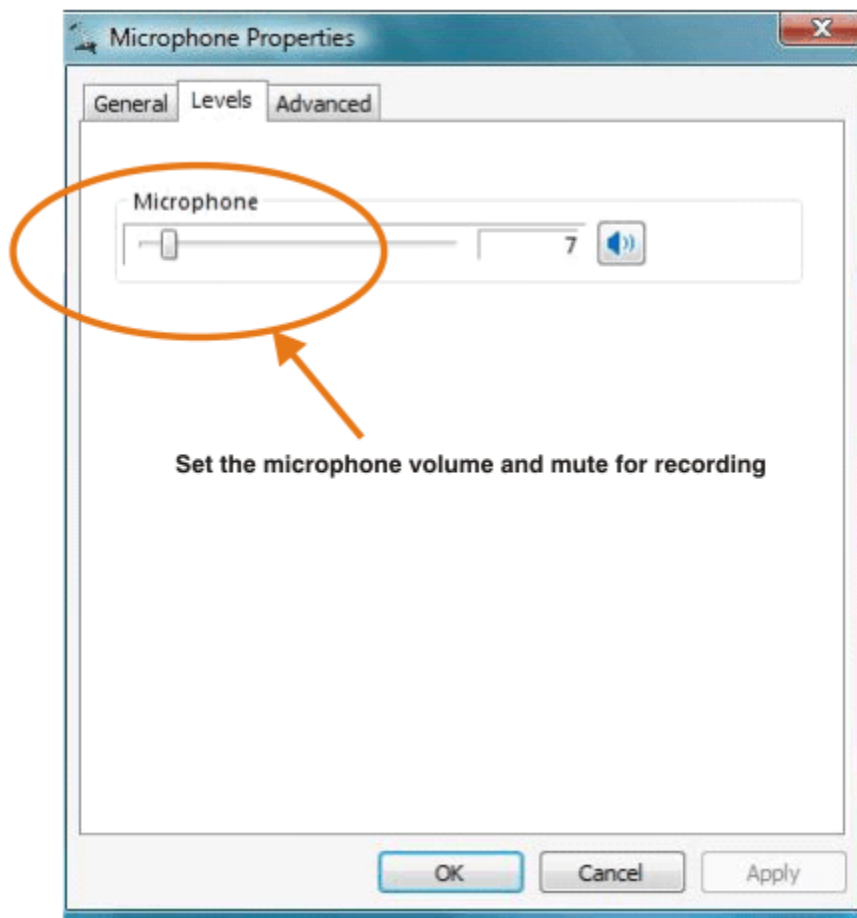 Microphone Properties
General Levels Advanced
Microphone
7
Set the microphone volume and mute for recording
OK Cancel Apply